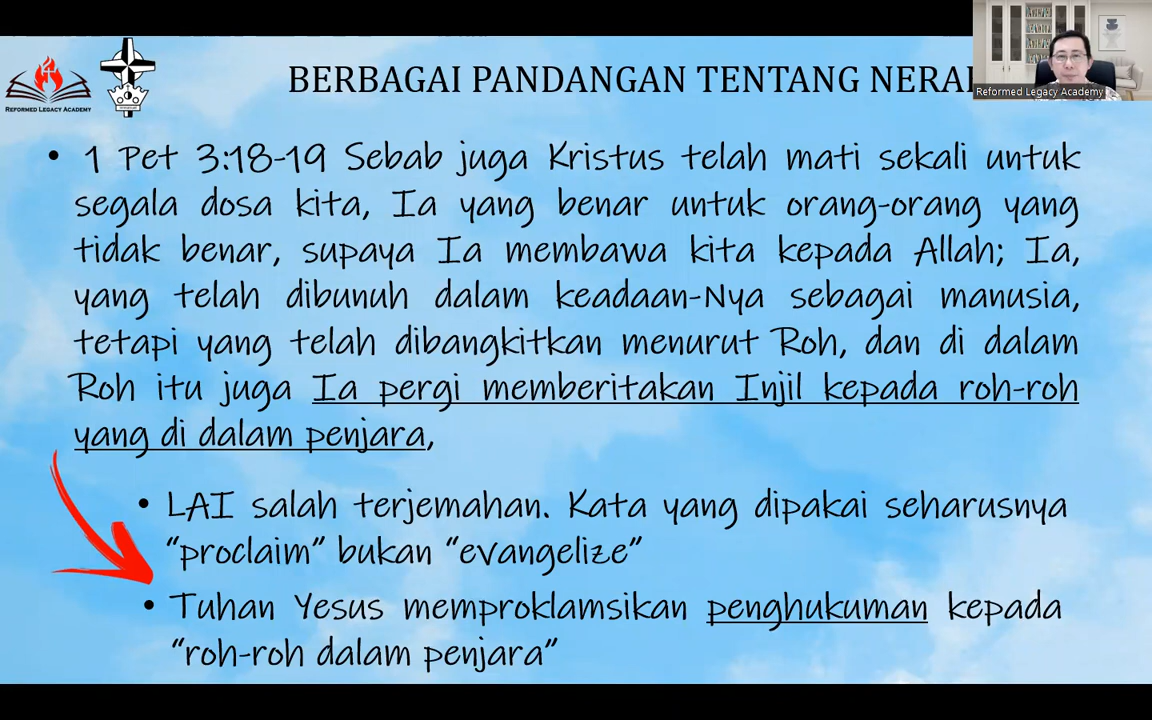 BERBAGAI PANDANGAN TENTANG NERA
REFORMED LEGACY ACADEMY
Reformed Legacy Academy
• 1 Pet 3:18-19 Sebab juga Kristus telah mati sekali untuk
segala dosa kita, Ia yang benar untuk orang-orang yang
tidak benar, supaya Ia membawa kita kepada Allah; Ia,
yang telah dibunuh dalam keadaan-Nya sebagai manusia,
tetapi yang telah dibangkitkan menurut Roh, dan di dalam
Roh itu juga Ia pergi memberitakan Injil kepada roh-roh
yang di dalam penjara,
• LAI salah terjemahan. Kata yang dipakai seharusnya
“proclaim” bukan “evangelize”
• Tuhan Yesus memproklamsikan penghukuman kepada
“roh-roh dalam penjara”